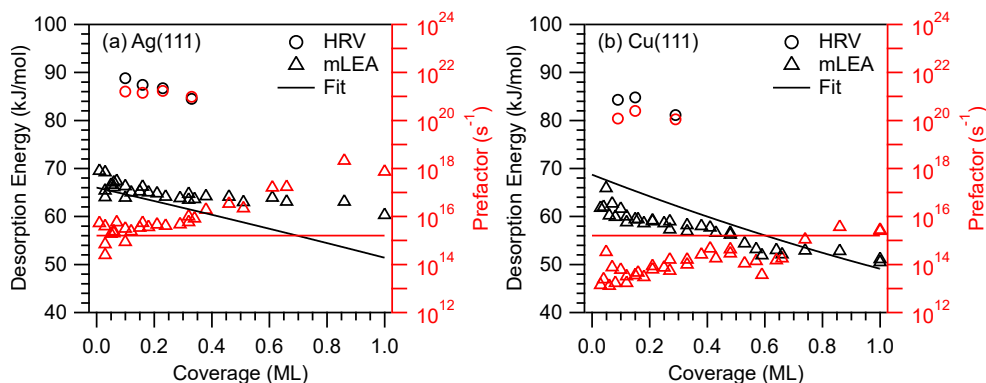 (a) Ag(111)
HRV
mLEA
Fit
100
90
80
70
60
50
40
Desorption Energy (kJ/mol)
10^24
10^22
10^20
10^18
10^16
10^14
10^12
Prefactor (s^-1)
0.0 0.2 0.4 0.6 0.8 1.0
Coverage (ML)
(b) Cu(111)
HRV
mLEA
Fit
100
90
80
70
60
50
40
Desorption Energy (kJ/mol)
10^24
10^22
10^20
10^18
10^16
10^14
10^12
Prefactor (s^-1)
0.0 0.2 0.4 0.6 0.8 1.0
Coverage (ML)